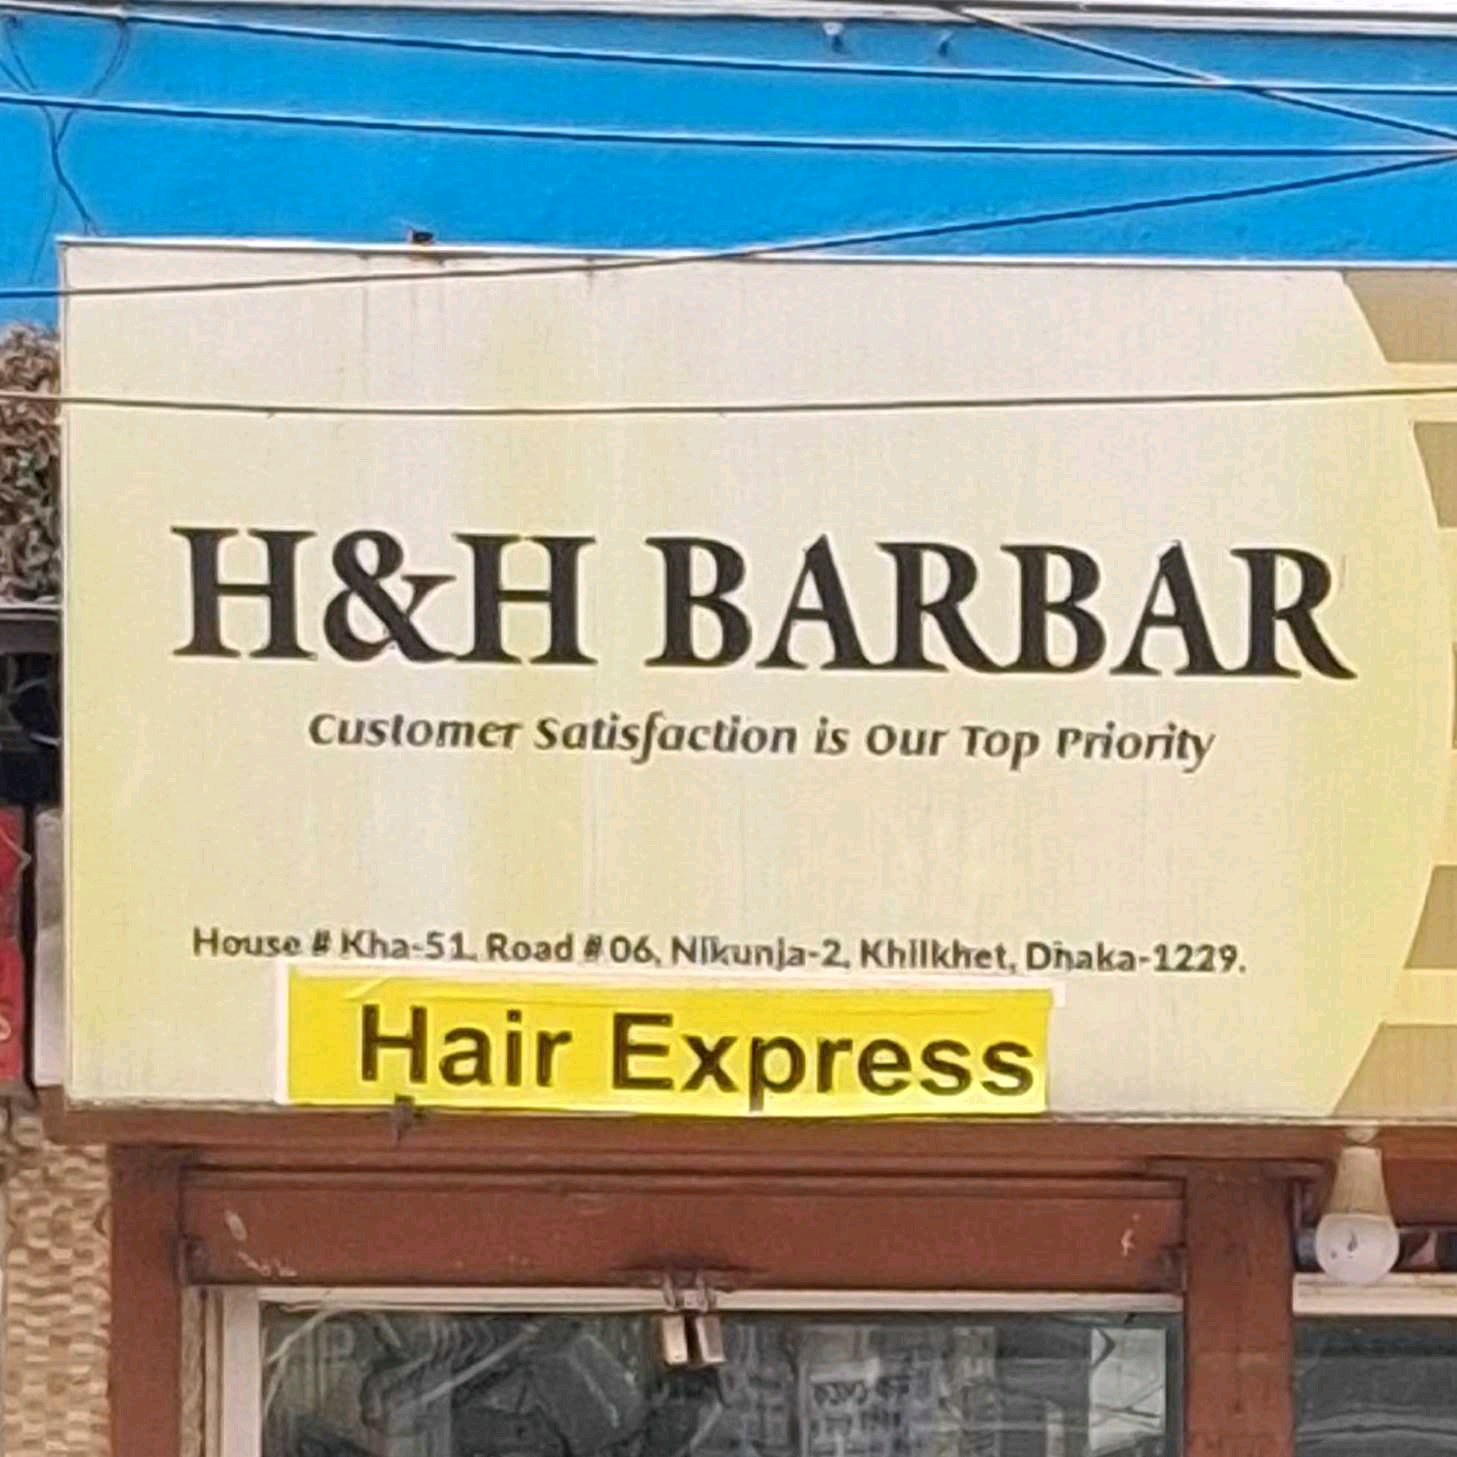 H&H BARBAR
Customer Satisfaction is Our Top Priority
House # Kha-51, Road # 06, Nikunja-2, Khilkhet, Dhaka-1229.
Hair Express